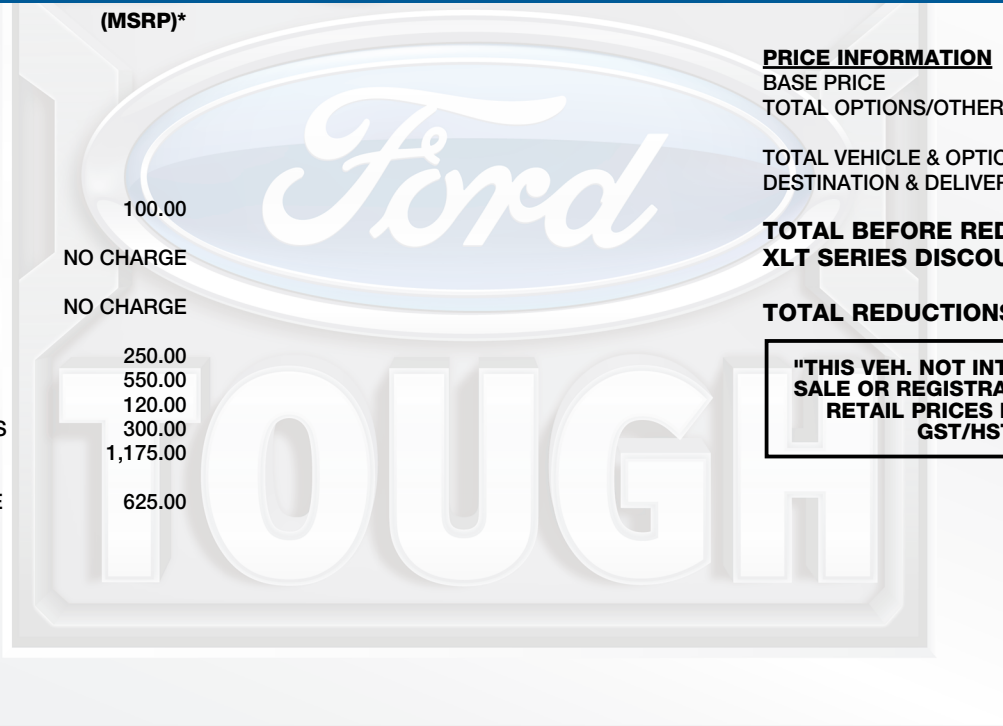 (MSRP)*
100.00
NO CHARGE
NO CHARGE
250.00
550.00
120.00
S 300.00
1,175.00
E 625.00
PRICE INFORMATION
BASE PRICE
TOTAL OPTIONS/OTHER
TOTAL VEHICLE & OPTIO
DESTINATION & DELIVER
TOTAL BEFORE RED
XLT SERIES DISCOU
TOTAL REDUCTIONS
"THIS VEH. NOT INT
SALE OR REGISTRA
RETAIL PRICES
GST/HST
Ford
TOUGH